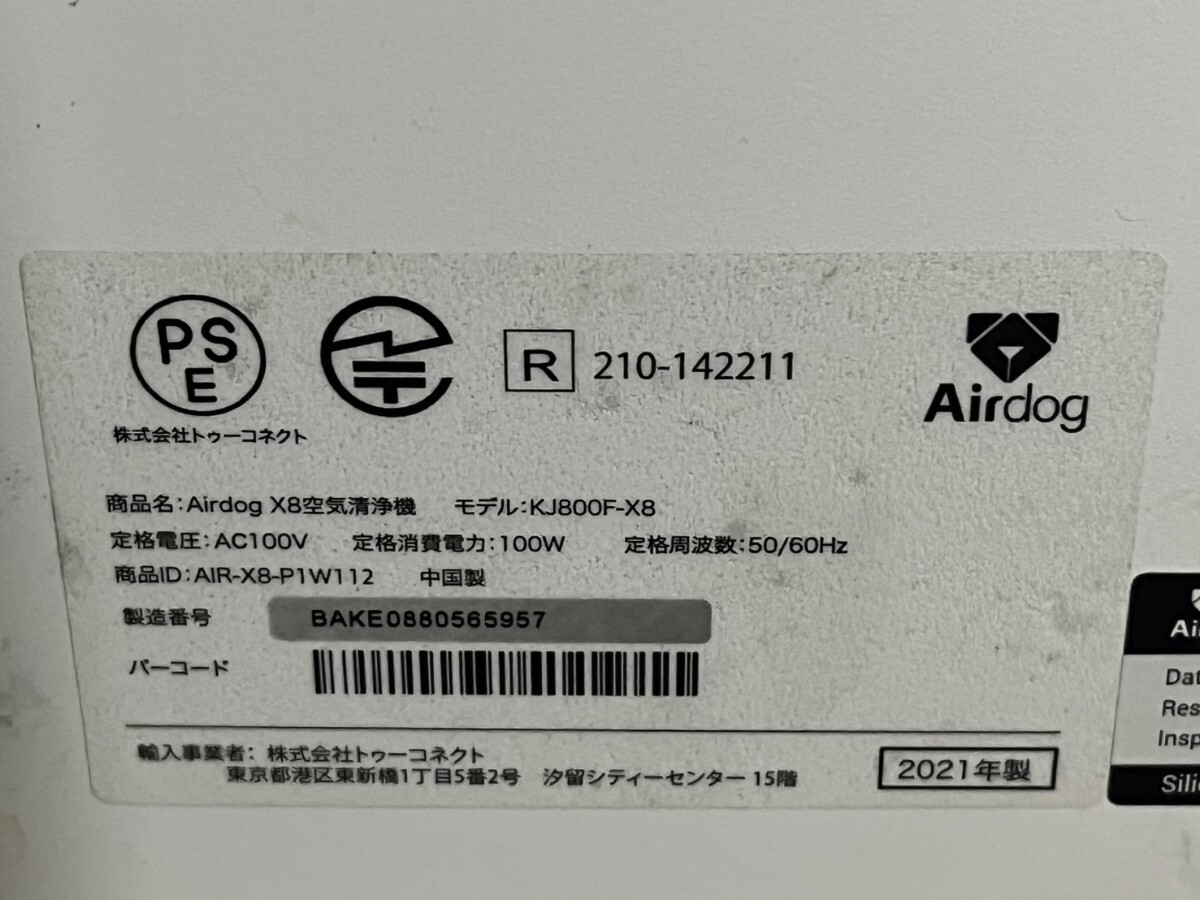 PS
E
R 210-142211
Airdog
株式会社トゥーコネクト
商品名:Airdog X8空気清浄機 モデル:KJ800F-X8
定格電圧:AC100V 定格消費電力:100W 定格周波数:50/60Hz
商品ID:AIR-X8-P1W112 中国製
製造番号 BAKE0880565957
バーコード
輸入事業者: 株式会社トゥーコネクト
東京都港区東新橋1丁目5番2号 汐留シティーセンター 15階
2021年製